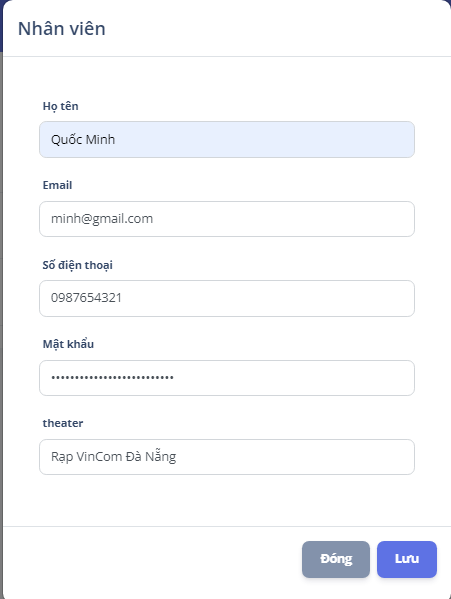 Nhân viên
Họ tên
Quốc Minh
Email
minh@gmail.com
Số điện thoại
0987654321
Mật khẩu
••••••••••••••••••••••••••
theater
Rạp VinCom Đà Nẵng
Đóng Lưu